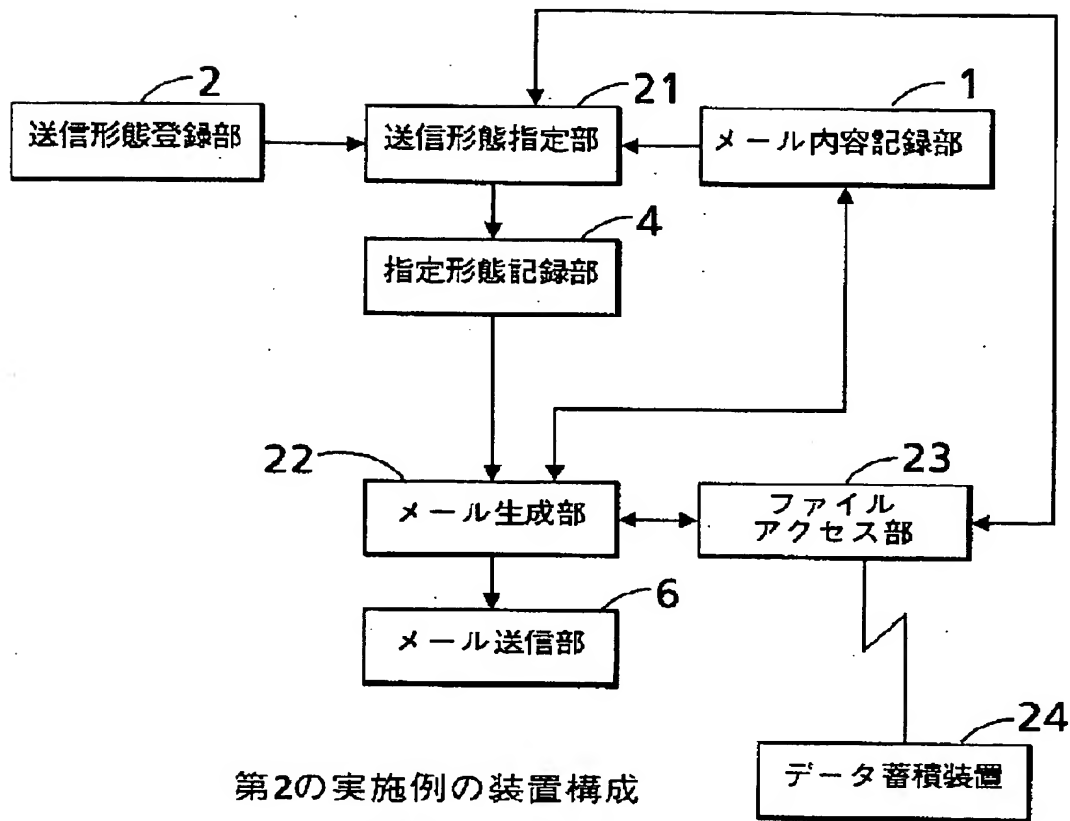 2
送信形態登録部
21
送信形態指定部
1
メール内容記録部
4
指定形態記録部
22
メール生成部
23
ファイル
アクセス部
6
メール送信部
24
データ蓄積装置
第2の実施例の装置構成